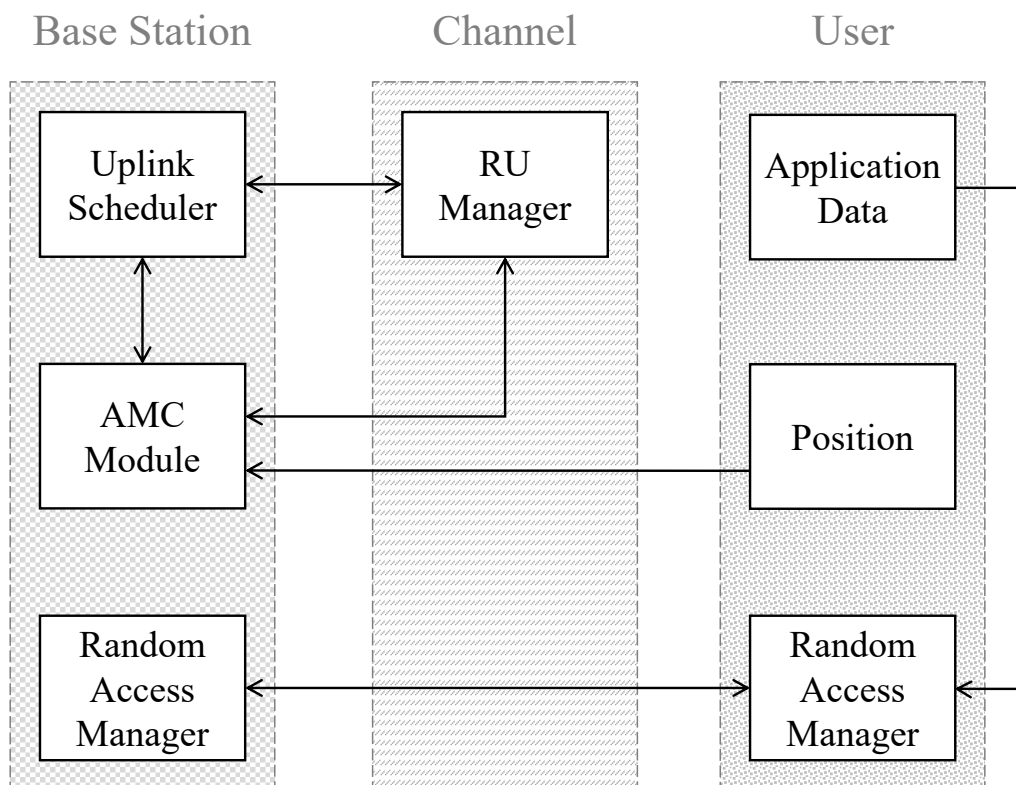 Base Station
Channel
User
Uplink
Scheduler
RU
Manager
Application
Data
AMC
Module
Position
Random
Access
Manager
Random
Access
Manager